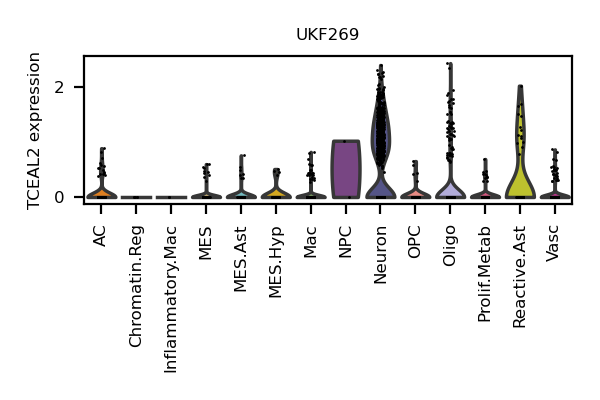 UKF269
TCEAL2 expression
2
0
AC
Chromatin.Reg
Inflammatory.Mac
MES
MES.Ast
MES.Hyp
Mac
NPC
Neuron
OPC
Oligo
Prolif.Metab
Reactive.Ast
Vasc